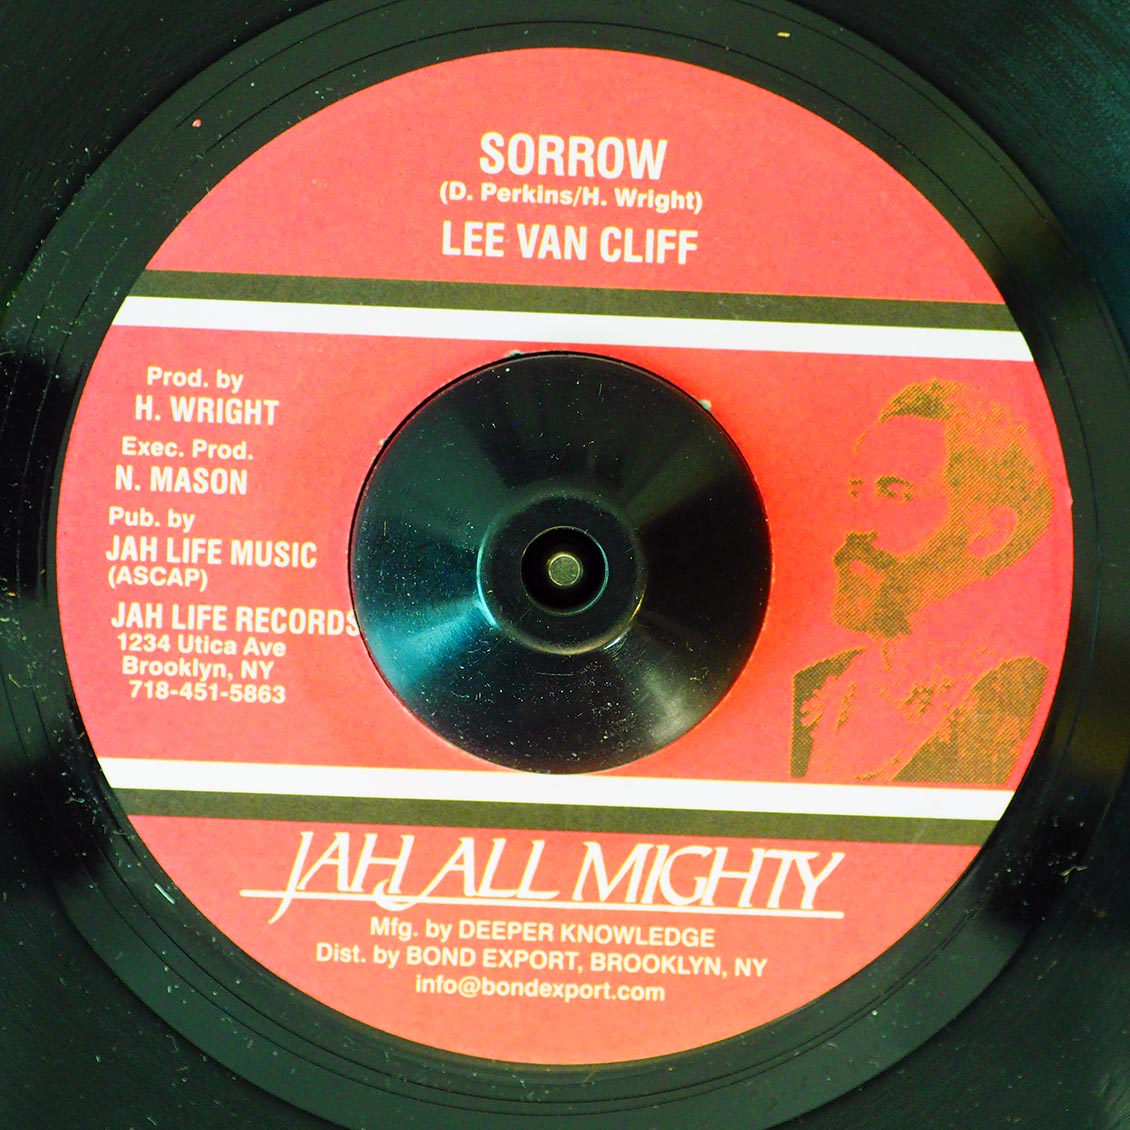 SORROW
(D. Perkins/H. Wright)
LEE VAN CLIFF
Prod. by
H. WRIGHT
Exec. Prod.
N. MASON
Pub. by
JAH LIFE MUSIC
(ASCAP)
JAH LIFE RECORDS
1234 Utica Ave
Brooklyn, NY
718-451-5863
JAH ALL MIGHTY
Mfg. by DEEPER KNOWLEDGE
Dist. by BOND EXPORT, BROOKLYN, NY
info@bondexport.com